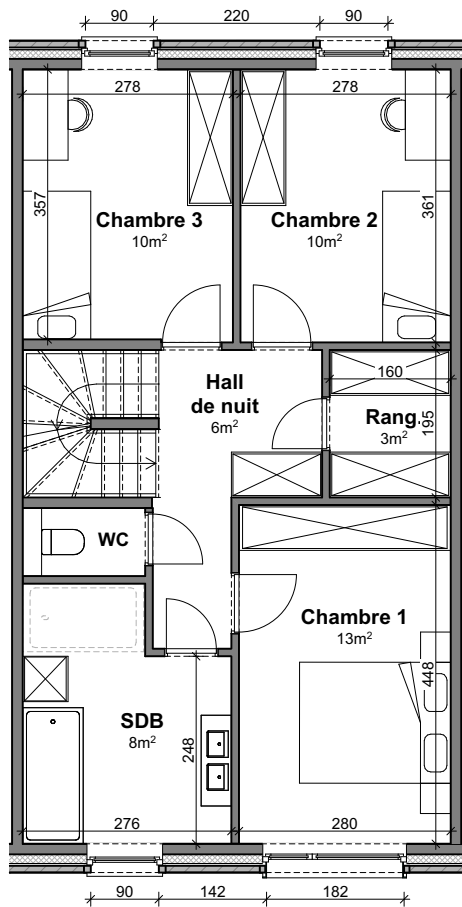 90 220 90
278 278
357
361
Chambre 3
10m²
Chambre 2
10m²
Hall
de nuit
6m²
160
Rang.
3m²
195
WC
Chambre 1
13m²
448
SDB
8m²
248
276 280
90 142 182